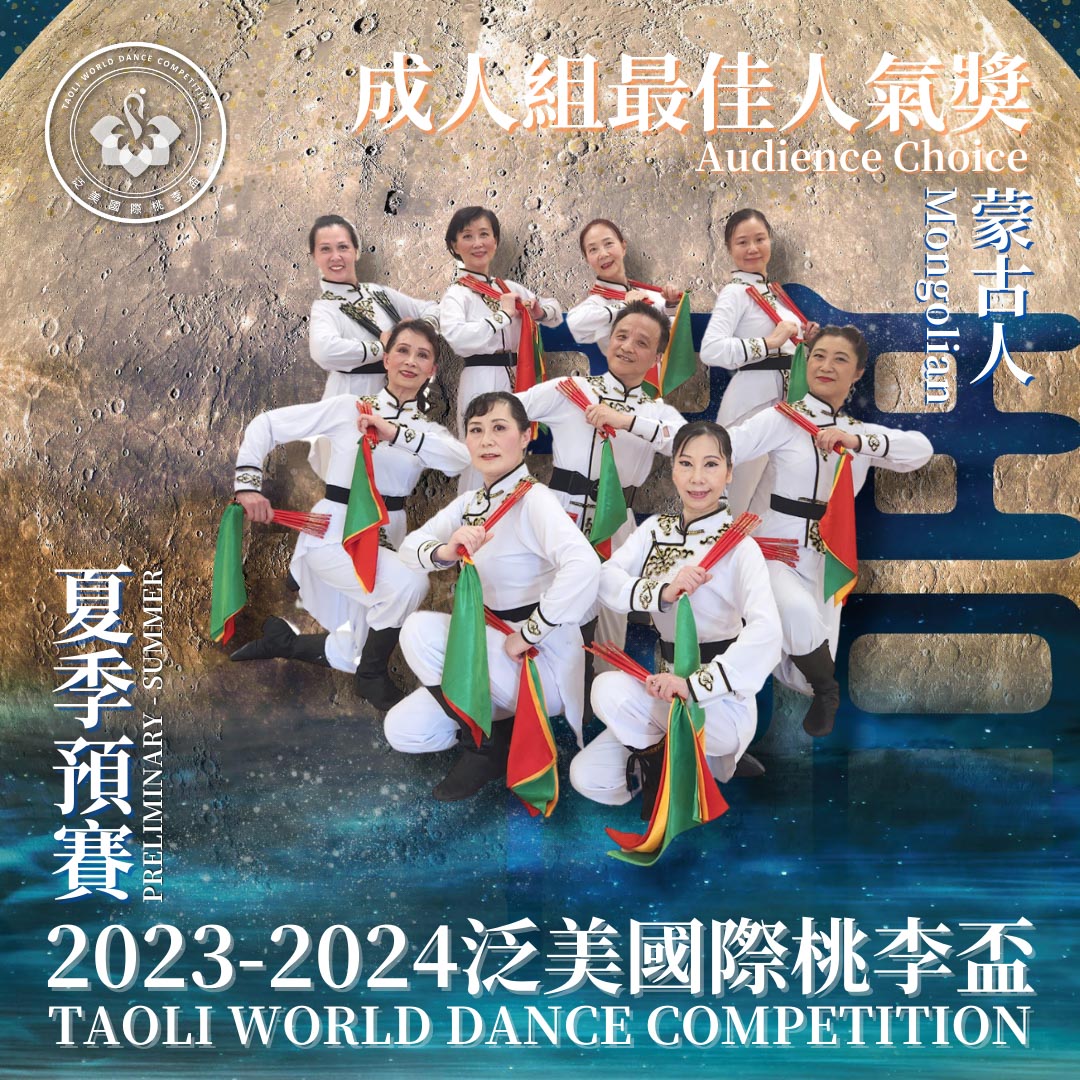 TAOLI WORLD DANCE COMPETITION
泛美國際桃李盃
成人組最佳人氣獎
Audience Choice
蒙古人
Mongolian
夏季預賽
PRELIMINARY - SUMMER
2023-2024泛美國際桃李盃
TAOLI WORLD DANCE COMPETITION